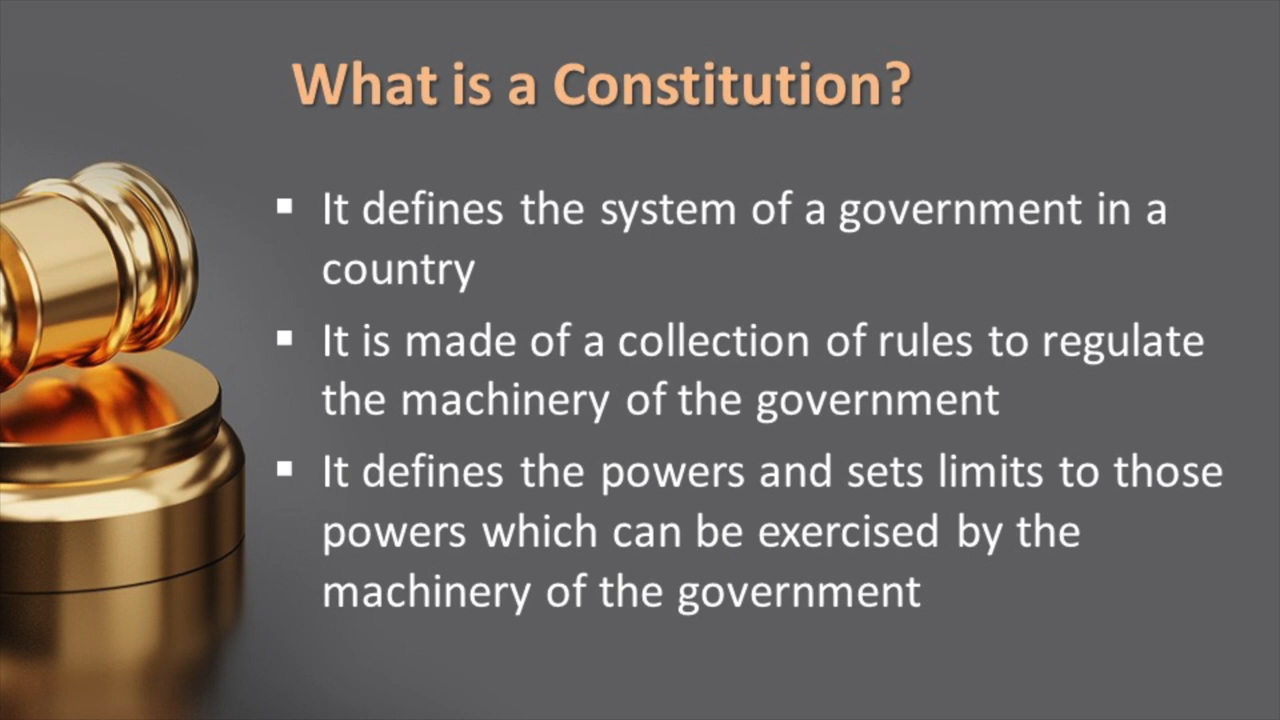 What is a Constitution?
▪ It defines the system of a government in a
country
▪ It is made of a collection of rules to regulate
the machinery of the government
▪ It defines the powers and sets limits to those
powers which can be exercised by the
machinery of the government